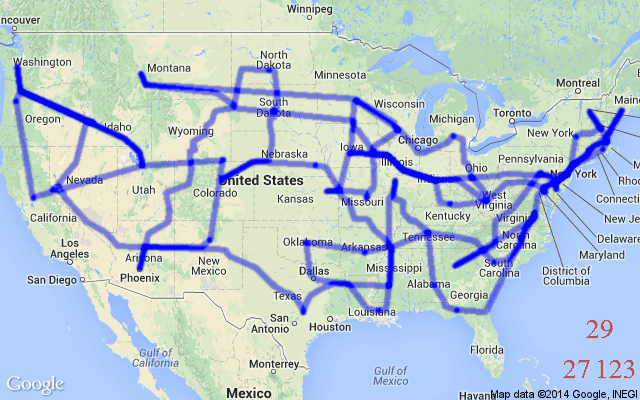 Winnipeg
Vancouver
Washington
Montana
North
Dakota
Minnesota
Montreal
Maine
Oregon
Idaho
South
Dakota
Wisconsin
Michigan
Toronto
New York
Wyoming
Iowa
Chicago
Illinois
Nebraska
Pennsylvania
Ohio
New York
Nevada
Utah
Colorado
United States
Kansas
Missouri
West
Virginia
Virginia
Kentucky
California
Los
Angeles
San Diego
Arizona
Phoenix
New
Mexico
Oklahoma
Arkansas
Tennessee
North
Carolina
South
Carolina
Mississippi
Dallas
Texas
Alabama
Georgia
Louisiana
San
Antonio
Houston
Connecticut
New Jersey
Delaware
Maryland
District of
Columbia
Florida
Gulf of
California
Monterrey
Gulf of
Mexico
Mexico
Havana
29
27 123
Google
Map data ©2014 Google, INEGI